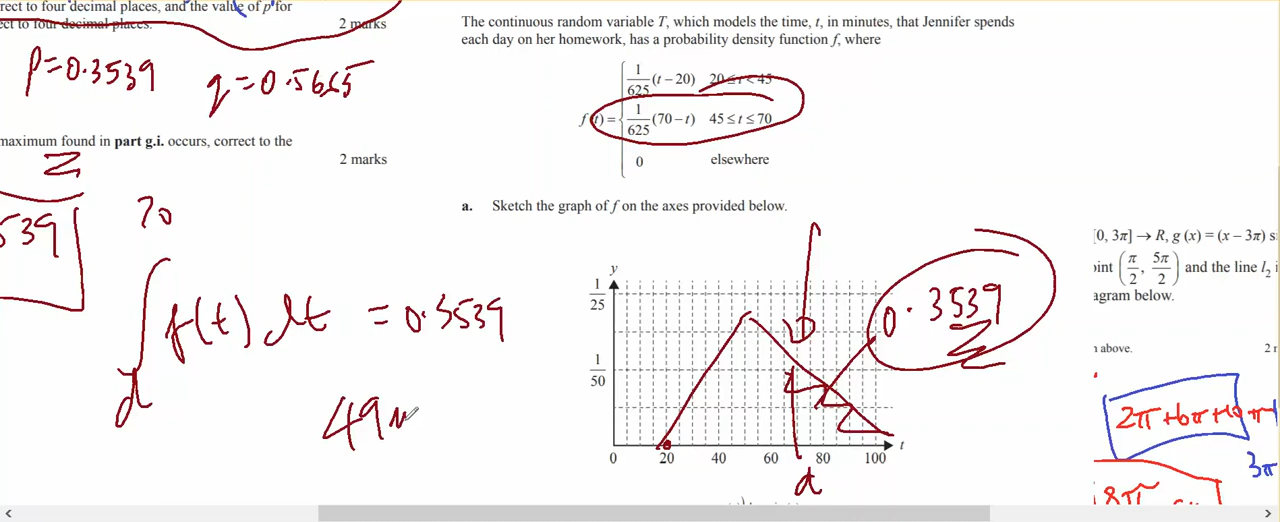 rrect to four decimal places, and the value of p for
ect to four decimal places.
2 marks
p=0.3539
q=0.5665
maximum found in part g.i. occurs, correct to the
2 marks
539
70
∫ f(t) dt = 0.3539
d
49 m
The continuous random variable T, which models the time, t, in minutes, that Jennifer spends
each day on her homework, has a probability density function f, where
1/625 (t – 20) 20 ≤ t < 45
f(t) = 1/625 (70 – t) 45 ≤ t ≤ 70
0 elsewhere
a. Sketch the graph of f on the axes provided below.
y
1/25
1/50
0 20 40 60 80 100 t
0.3539
d
[0, 3π] → R, g (x) = (x – 3π) s
oint (π/2, 5π/2) and the line l₂ i
agram below.
n above.
2 π
2π+6π+10π
3π
8π